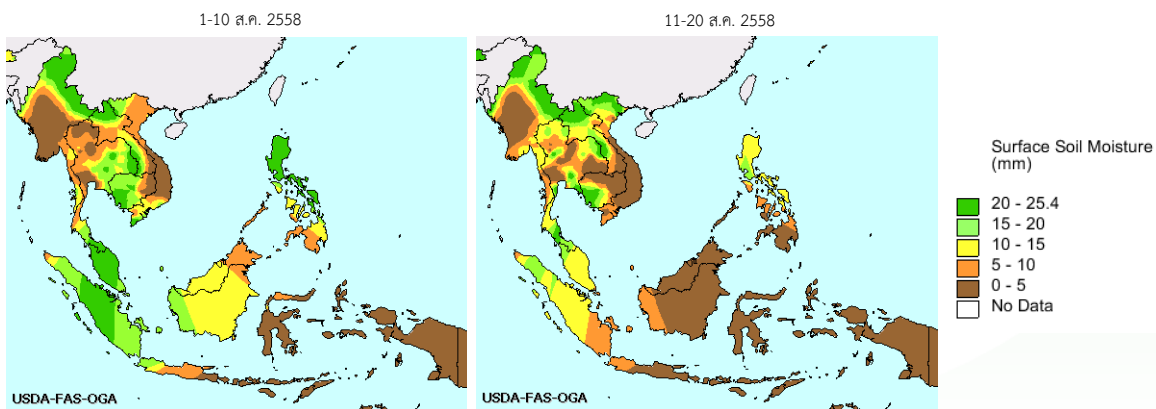 1-10 ส.ค. 2558
11-20 ส.ค. 2558
Surface Soil Moisture
(mm)
20 - 25.4
15 - 20
10 - 15
5 - 10
0 - 5
No Data
USDA-FAS-OGA
USDA-FAS-OGA